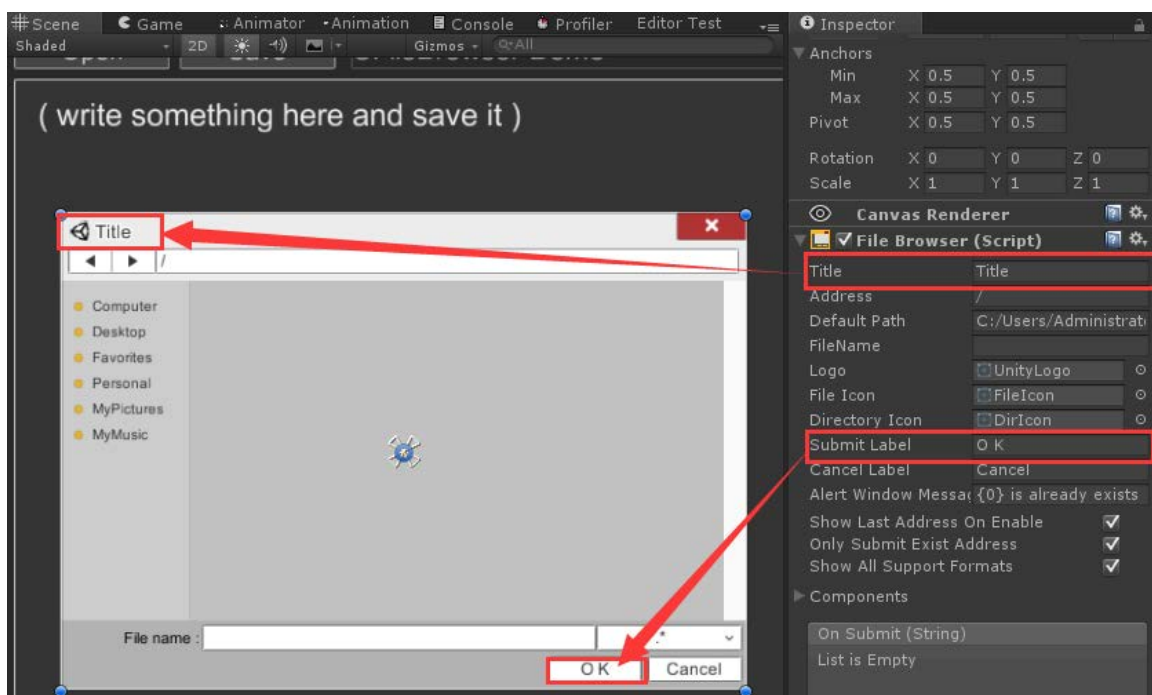 Scene Game Animator Animation Console Profiler Editor Test
Shaded 2D Gizmos All
Open Save
( write something here and save it )
Title
/
Computer
Desktop
Favorites
Personal
MyPictures
MyMusic
File name :
.*
O K Cancel
Inspector
Anchors
Min X 0.5 Y 0.5
Max X 0.5 Y 0.5
Pivot X 0.5 Y 0.5
Rotation X 0 Y 0 Z 0
Scale X 1 Y 1 Z 1
Canvas Renderer
File Browser (Script)
Title Title
Address /
Default Path C:/Users/Administrat
FileName
Logo UnityLogo
File Icon FileIcon
Directory Icon DirIcon
Submit Label O K
Cancel Label Cancel
Alert Window Messag {0} is already exists
Show Last Address On Enable
Only Submit Exist Address
Show All Support Formats
Components
On Submit (String)
List is Empty